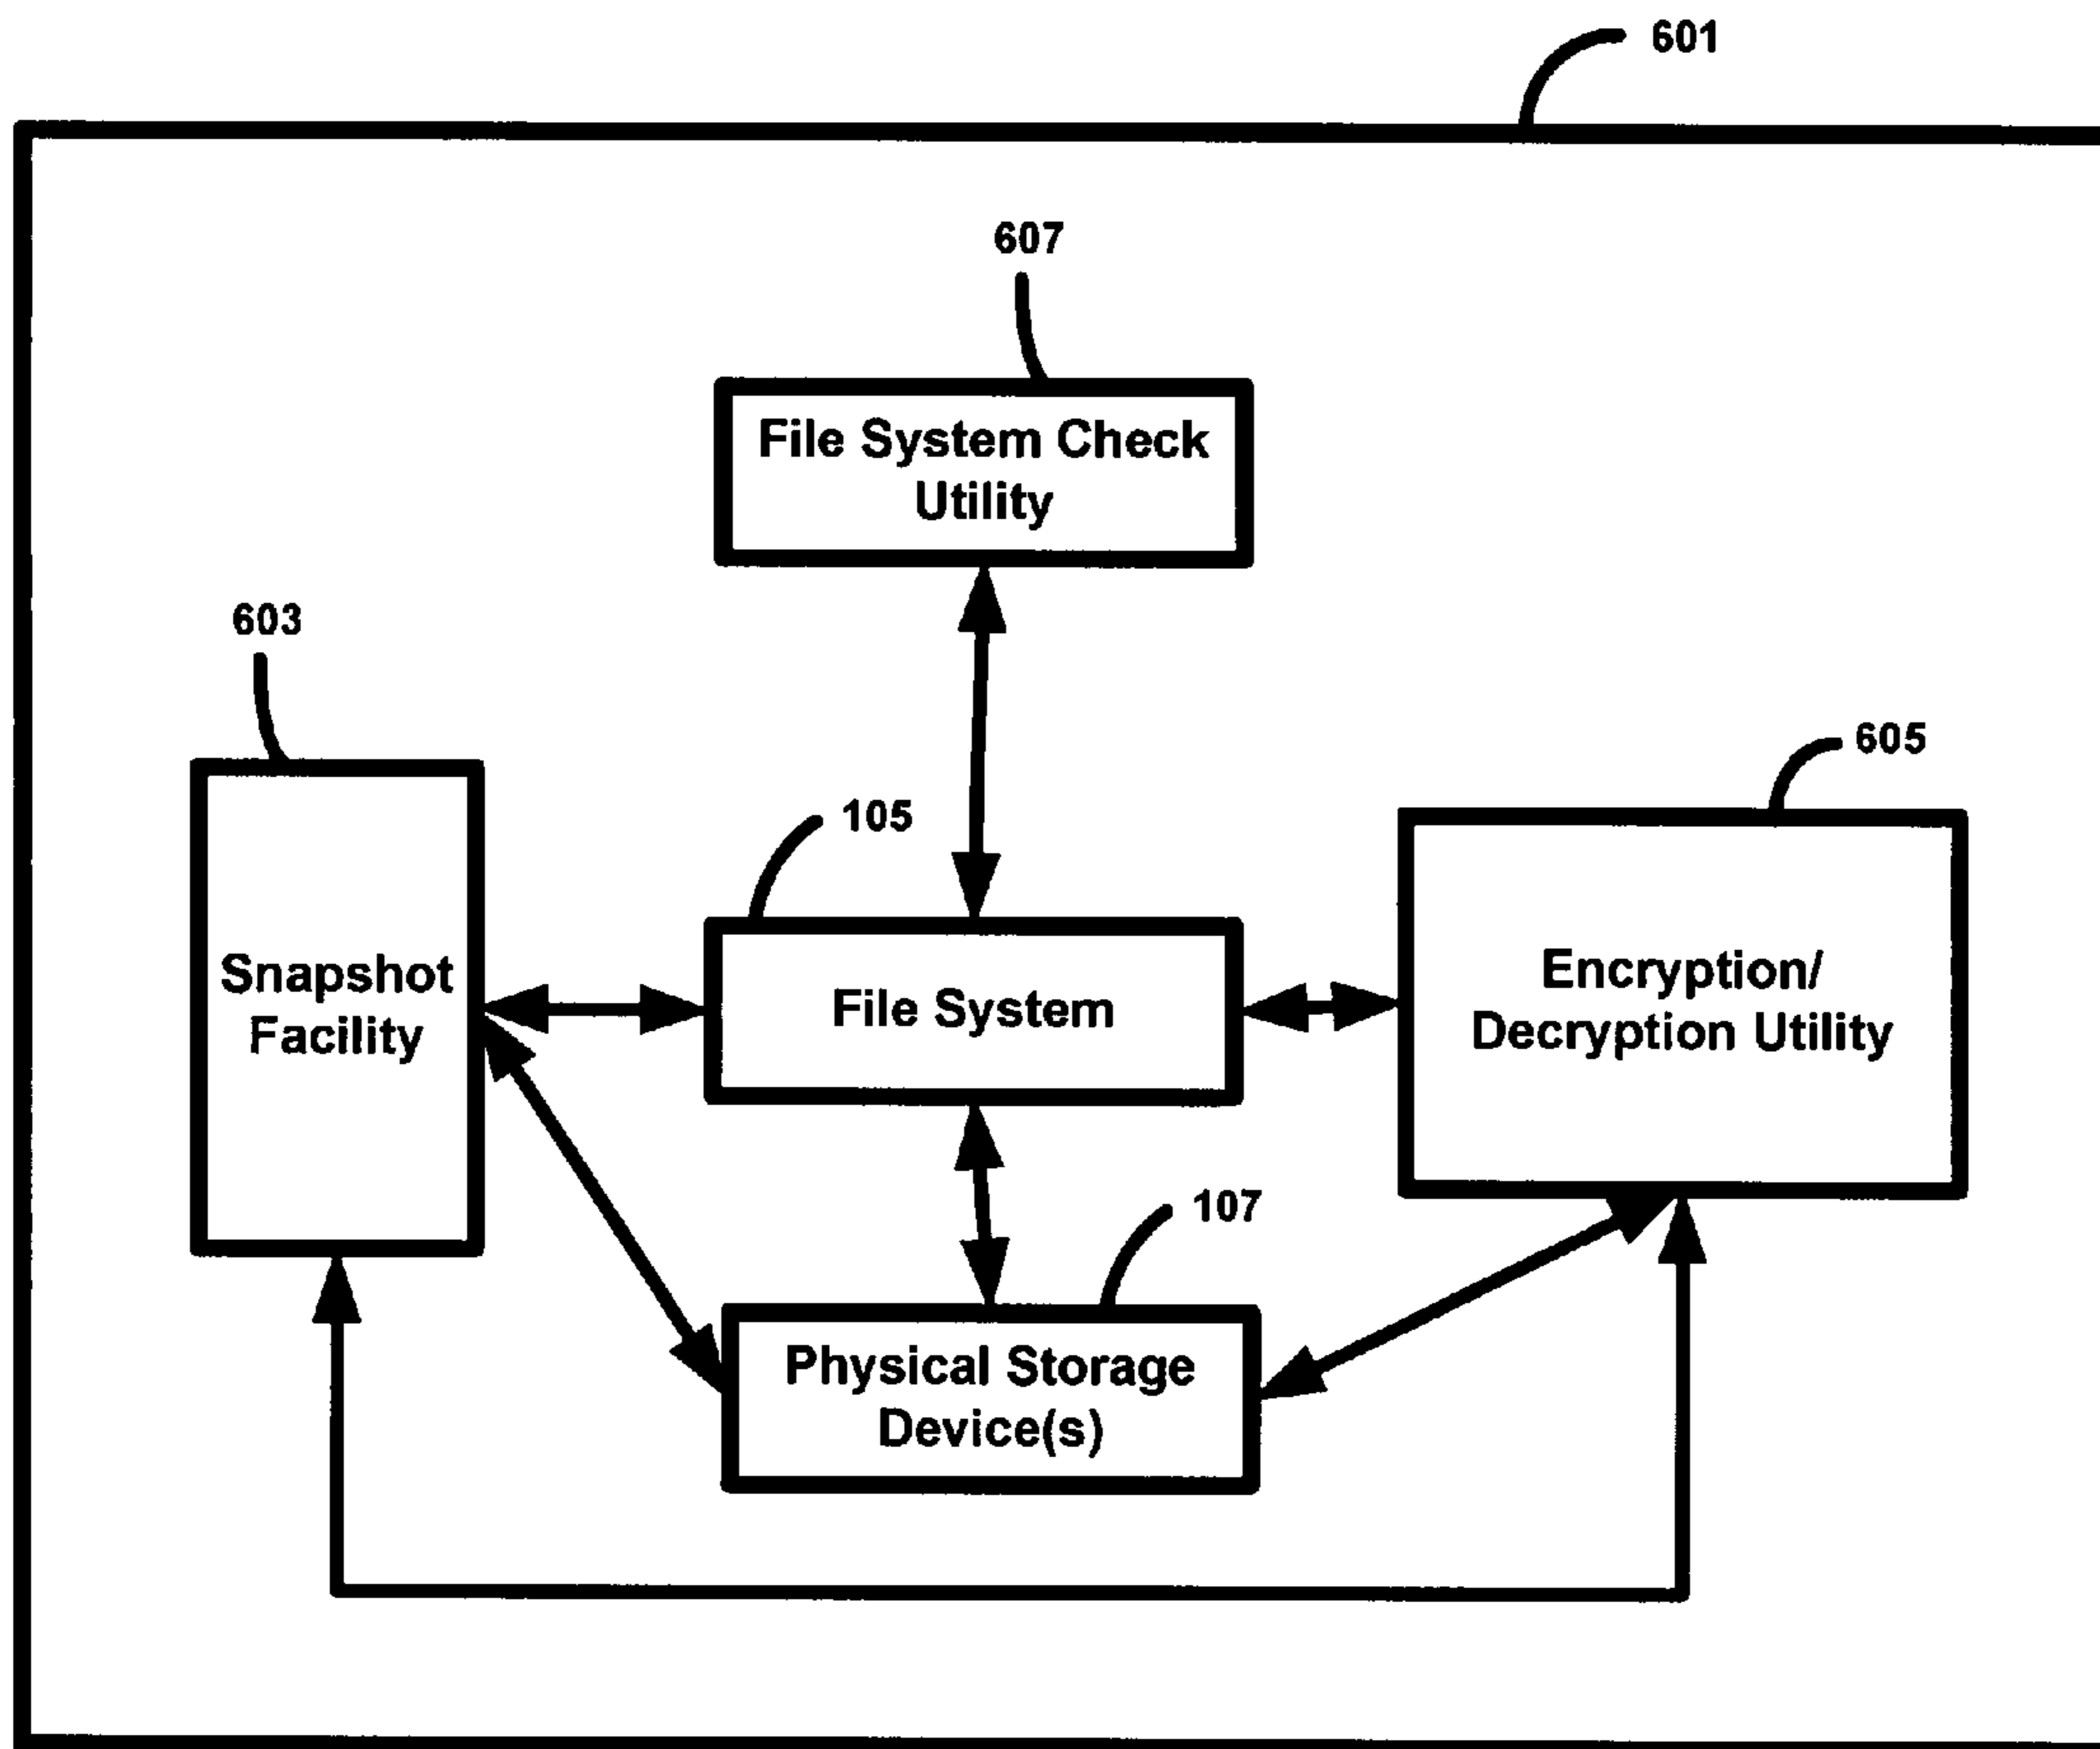 601
607
File System Check
Utility
603
605
105
Snapshot
Facility
File System
Encryption/
Decryption Utility
107
Physical Storage
Device(s)